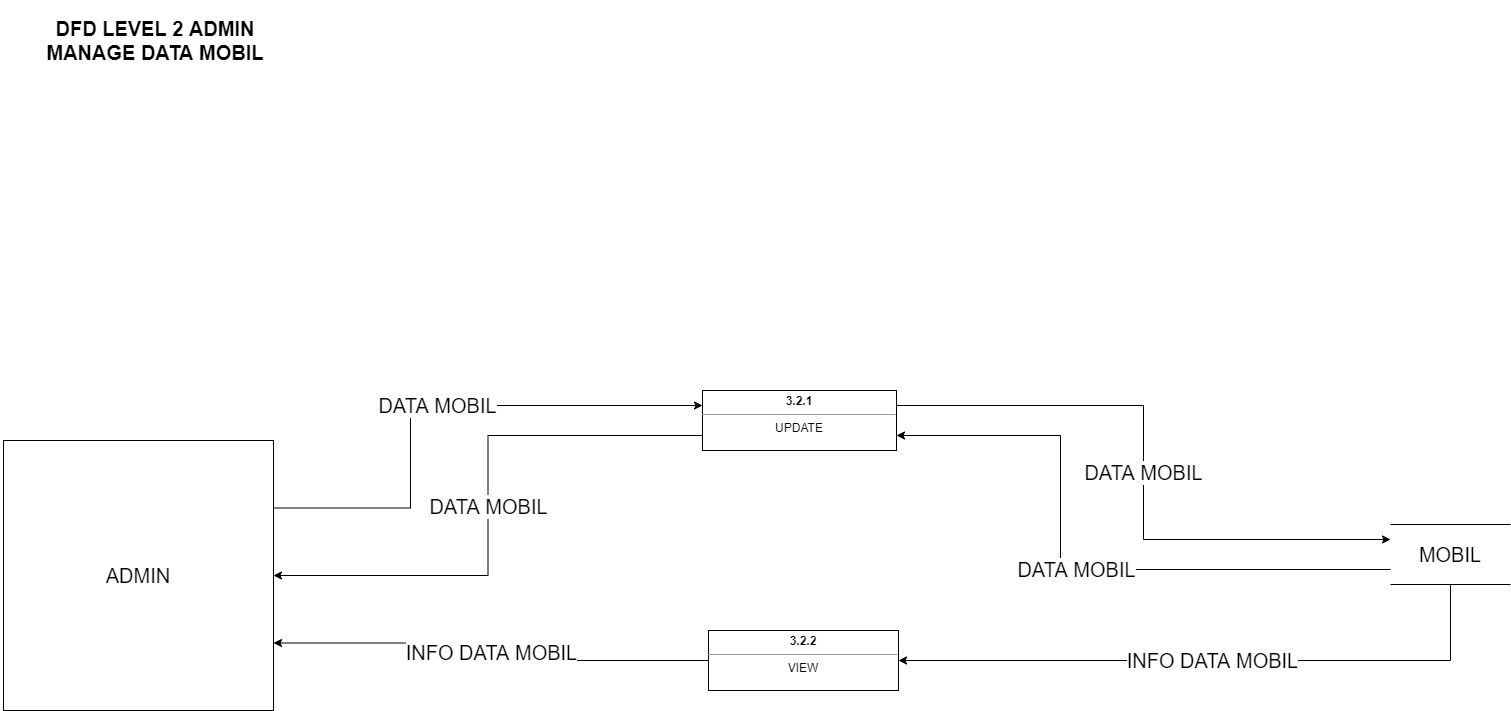 DFD LEVEL 2 ADMIN
MANAGE DATA MOBIL
3.2.1
DATA MOBIL
UPDATE
DATA MOBIL
DATA MOBIL
MOBIL
DATA MOBIL
ADMIN
3.2.2
INFO DATA MOBIL
INFO DATA MOBIL
VIEW